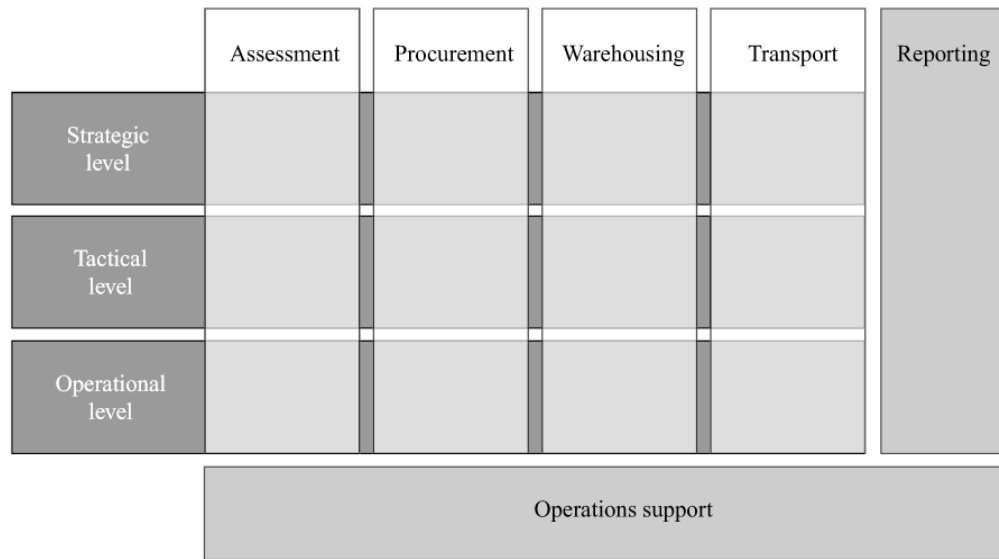 Assessment
Procurement
Warehousing
Transport
Reporting
Strategic
level
Tactical
level
Operational
level
Operations support